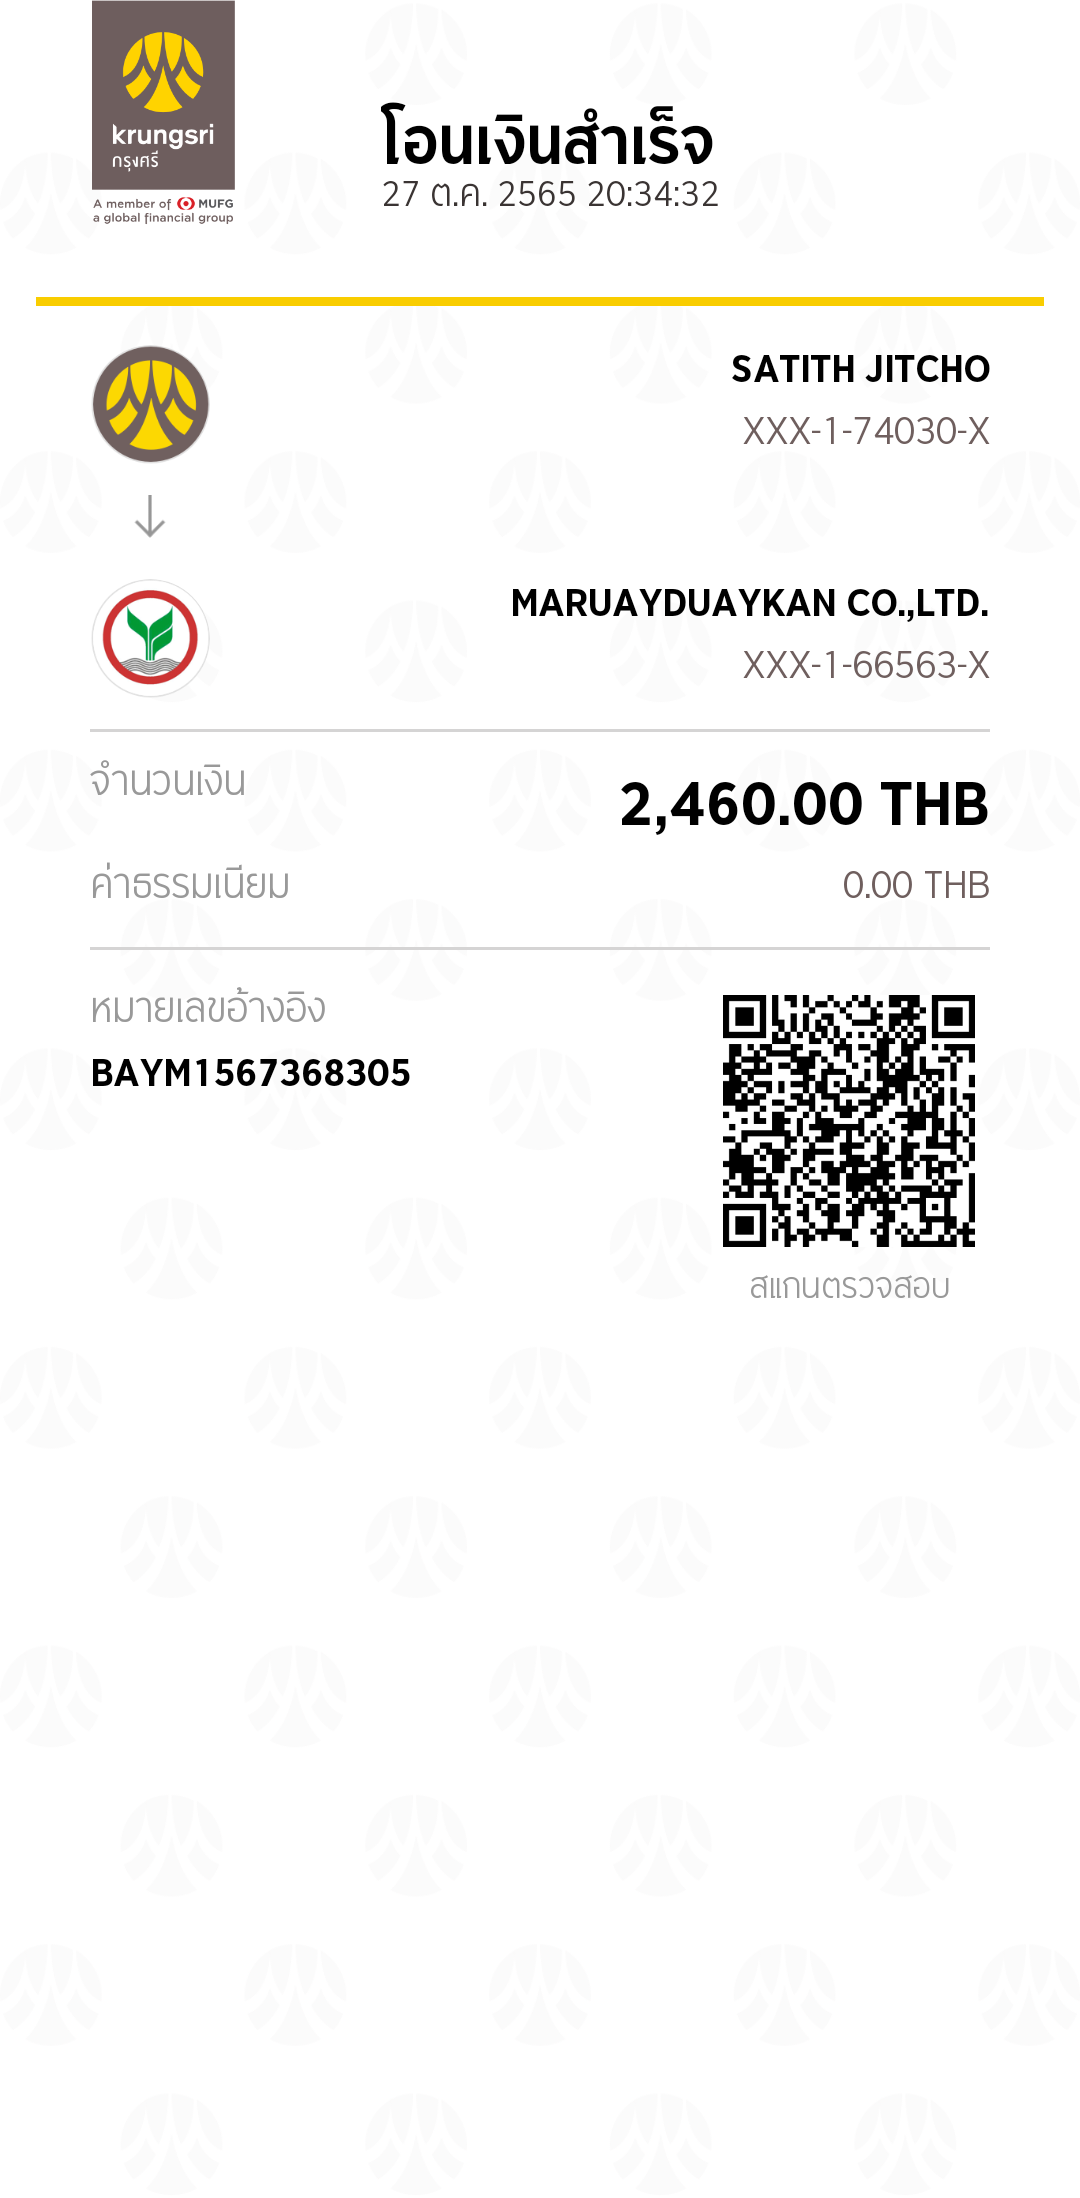 krungsri
กรุงศรี
A member of MUFG
a global financial group
โอนเงินสำเร็จ
27 ต.ค. 2565 20:34:32
SATITH JITCHO
XXX-1-74030-X
MARUAYDUAYKAN CO.,LTD.
XXX-1-66563-X
จำนวนเงิน
2,460.00 THB
ค่าธรรมเนียม
0.00 THB
หมายเลขอ้างอิง
BAYM1567368305
สแกนตรวจสอบ